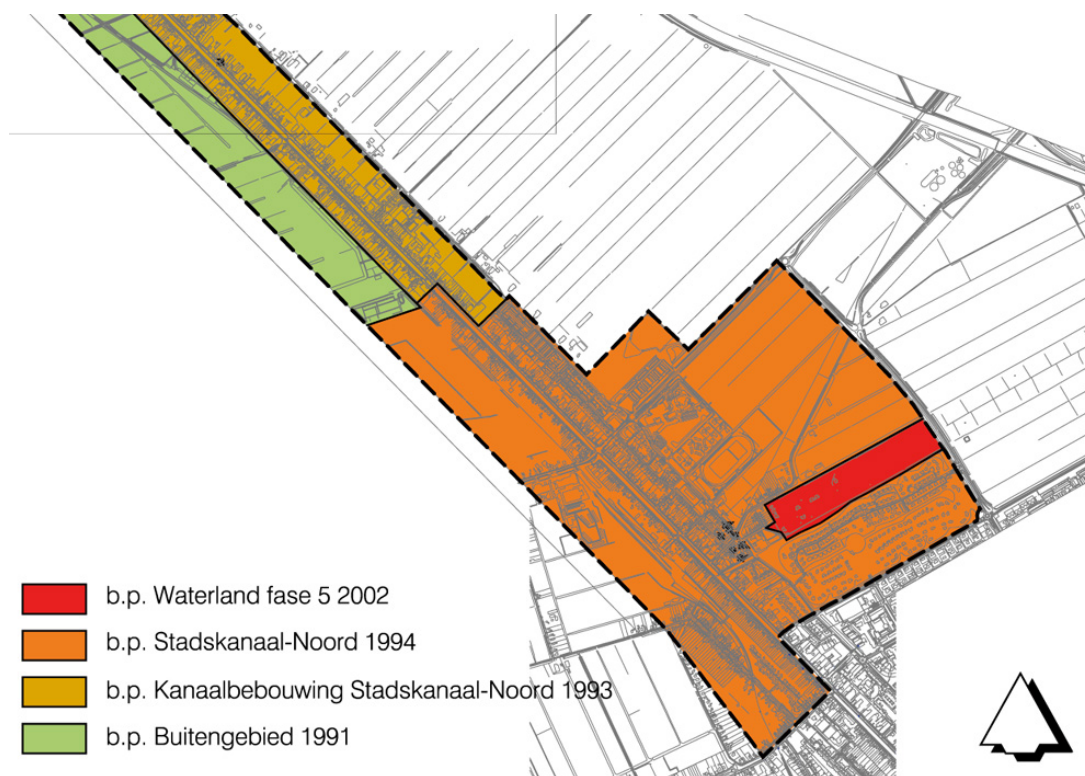 b.p. Waterland fase 5 2002
b.p. Stadskanaal-Noord 1994
b.p. Kanaalbebouwing Stadskanaal-Noord 1993
b.p. Buitengebied 1991